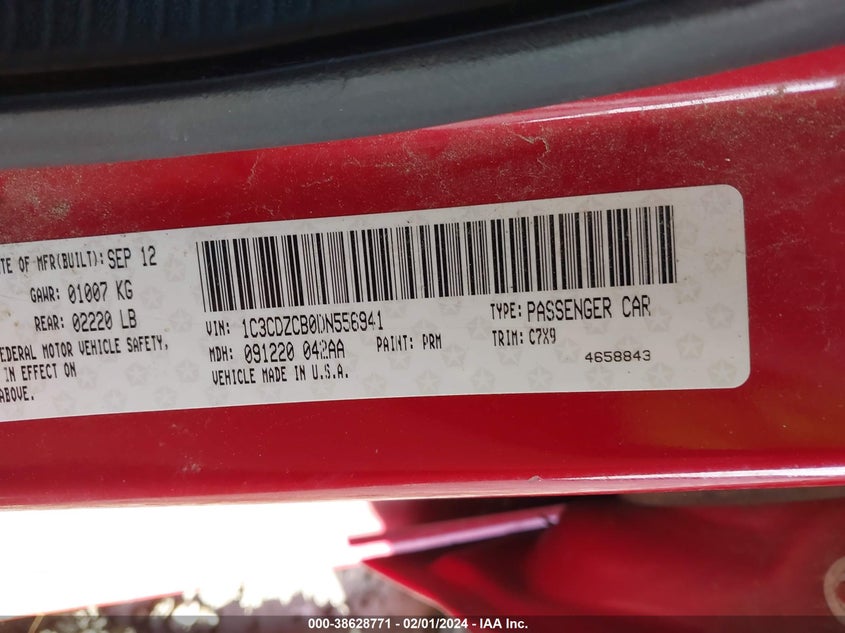 TE OF MFR(BUILT): SEP 12
GAWR: 01007 KG
REAR: 02220 LB
FEDERAL MOTOR VEHICLE SAFETY,
IN EFFECT ON
ABOVE.
VIN: 1C3CDZCB0DN556941 TYPE: PASSENGER CAR
MDH: 091220 042AA PAINT: PRM TRIM: C7X9
VEHICLE MADE IN U.S.A. 4658843
000-38628771 - 02/01/2024 - IAA Inc.